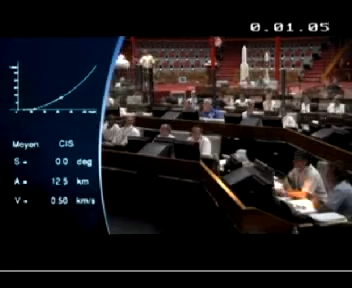 0.01.05
Moyen CIS
S = 0.0 deg
A = 12.5 km
V = 0.50 km/s